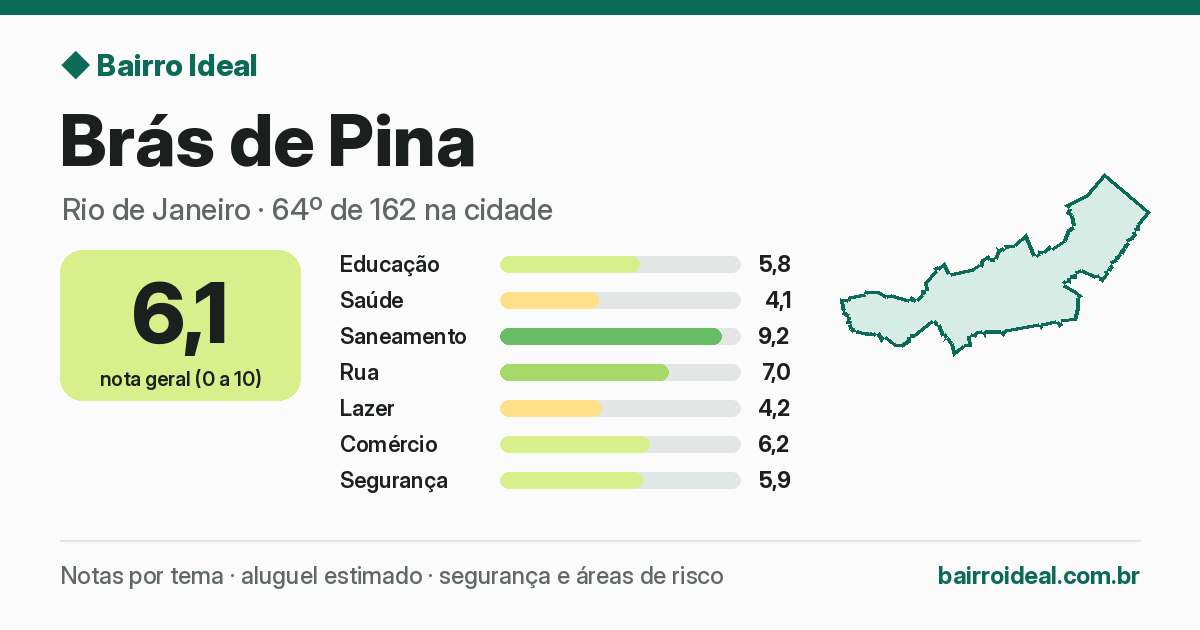 Bairro Ideal
Brás de Pina
Rio de Janeiro · 64º de 162 na cidade
6,1
nota geral (0 a 10)
Educação 5,8
Saúde 4,1
Saneamento 9,2
Rua 7,0
Lazer 4,2
Comércio 6,2
Segurança 5,9
Notas por tema · aluguel estimado · segurança e áreas de risco
bairroideal.com.br